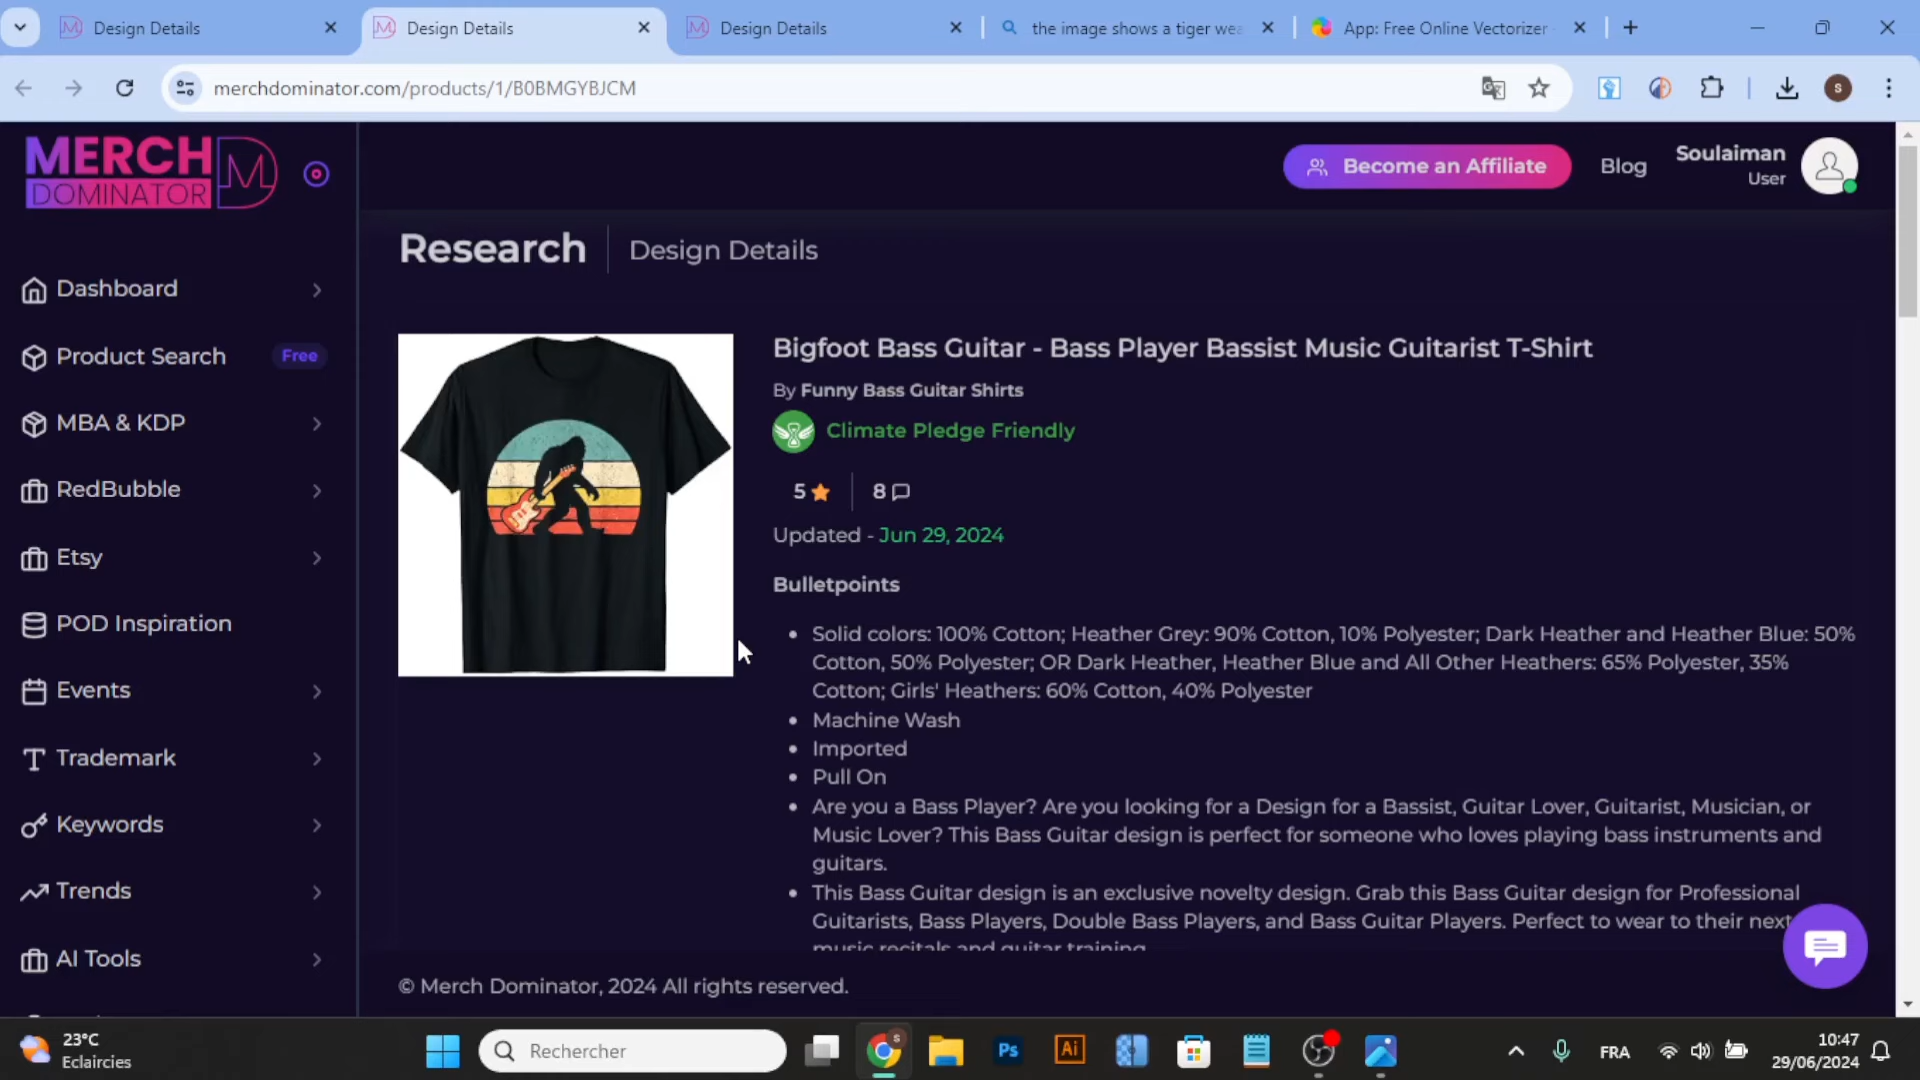 Design Details
Design Details
Design Details
the image shows a tiger wea
App: Free Online Vectorizer
merchdominator.com/products/1/B0BMGYBJCM
S
MERCH
DOMINATOR
Become an Affiliate
Blog
Soulaiman
User
Dashboard
Product Search
Free
MBA & KDP
RedBubble
Etsy
POD Inspiration
Events
Trademark
Keywords
Trends
AI Tools
Research
Design Details
Bigfoot Bass Guitar - Bass Player Bassist Music Guitarist T-Shirt
By Funny Bass Guitar Shirts
Climate Pledge Friendly
5
8
Updated - Jun 29, 2024
Bulletpoints
Solid colors: 100% Cotton; Heather Grey: 90% Cotton, 10% Polyester; Dark Heather and Heather Blue: 50%
Cotton, 50% Polyester; OR Dark Heather, Heather Blue and All Other Heathers: 65% Polyester, 35%
Cotton; Girls' Heathers: 60% Cotton, 40% Polyester
Machine Wash
Imported
Pull On
Are you a Bass Player? Are you looking for a Design for a Bassist, Guitar Lover, Guitarist, Musician, or
Music Lover? This Bass Guitar design is perfect for someone who loves playing bass instruments and
guitars.
This Bass Guitar design is an exclusive novelty design. Grab this Bass Guitar design for Professional
Guitarists, Bass Players, Double Bass Players, and Bass Guitar Players. Perfect to wear to their next
music recitals and guitar training.
© Merch Dominator, 2024 All rights reserved.
23°C
Eclaircies
Rechercher
Ps
Ai
FRA
10:47
29/06/2024